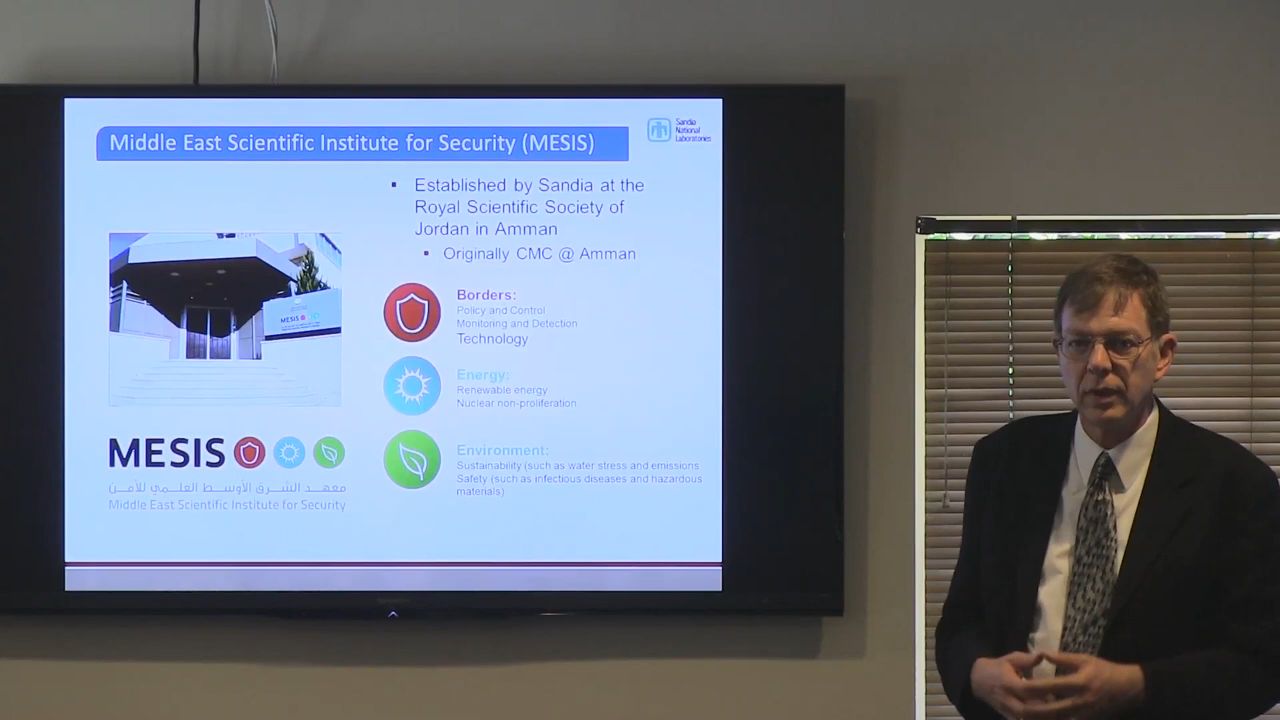 Middle East Scientific Institute for Security (MESIS)
Sandia
National
Laboratories
▪ Established by Sandia at the
Royal Scientific Society of
Jordan in Amman
▪ Originally CMC @ Amman
MESIS
Borders:
Policy and Control
Monitoring and Detection
Technology
Energy:
Renewable energy
Nuclear non-proliferation
Environment:
Sustainability (such as water stress and emissions
Safety (such as infectious diseases and hazardous
materials)
MESIS
معهد الشرق الأوسط العلمي للأمن
Middle East Scientific Institute for Security